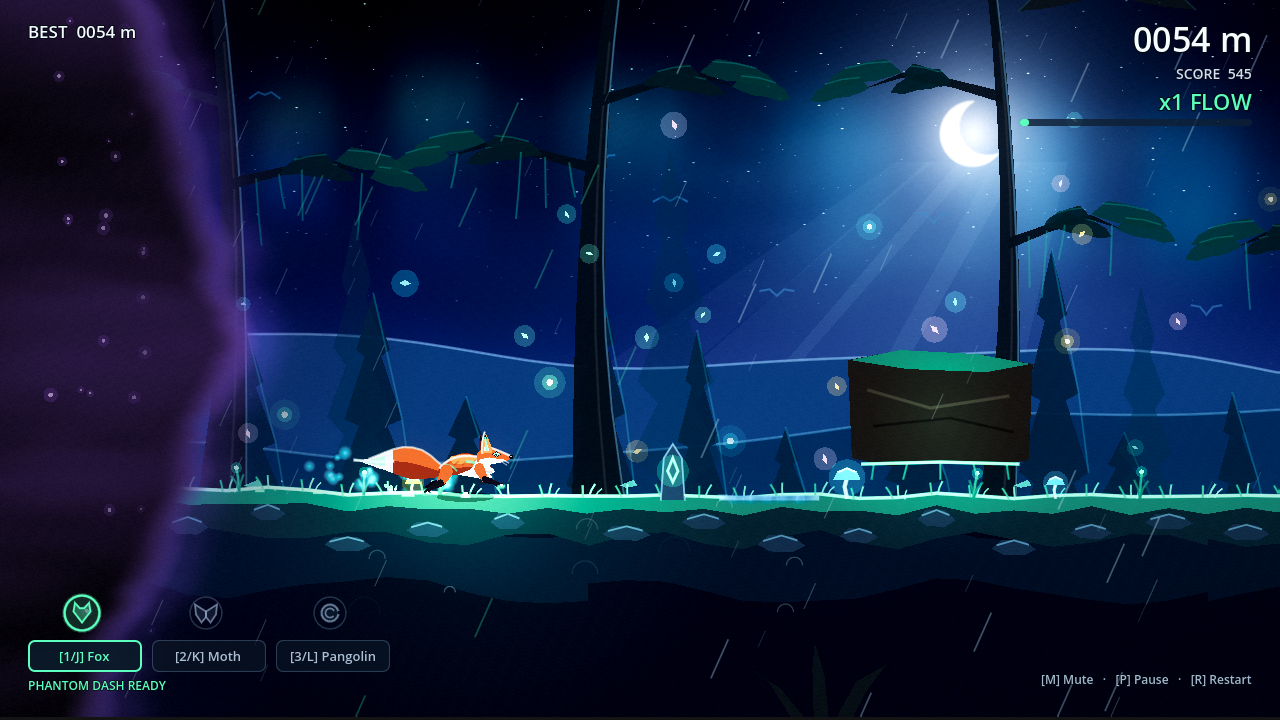 BEST 0054 m
0054 m
SCORE 545
x1 FLOW
[1/J] Fox
[2/K] Moth
[3/L] Pangolin
PHANTOM DASH READY
[M] Mute · [P] Pause · [R] Restart